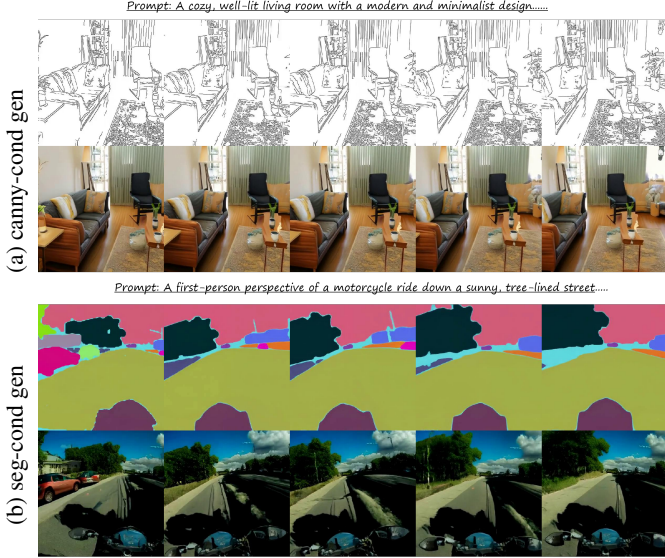 Prompt: A cozy, well-lit living room with a modern and minimalist design......
(a) canny-cond gen
Prompt: A first-person perspective of a motorcycle ride down a sunny, tree-lined street.....
(b) seg-cond gen